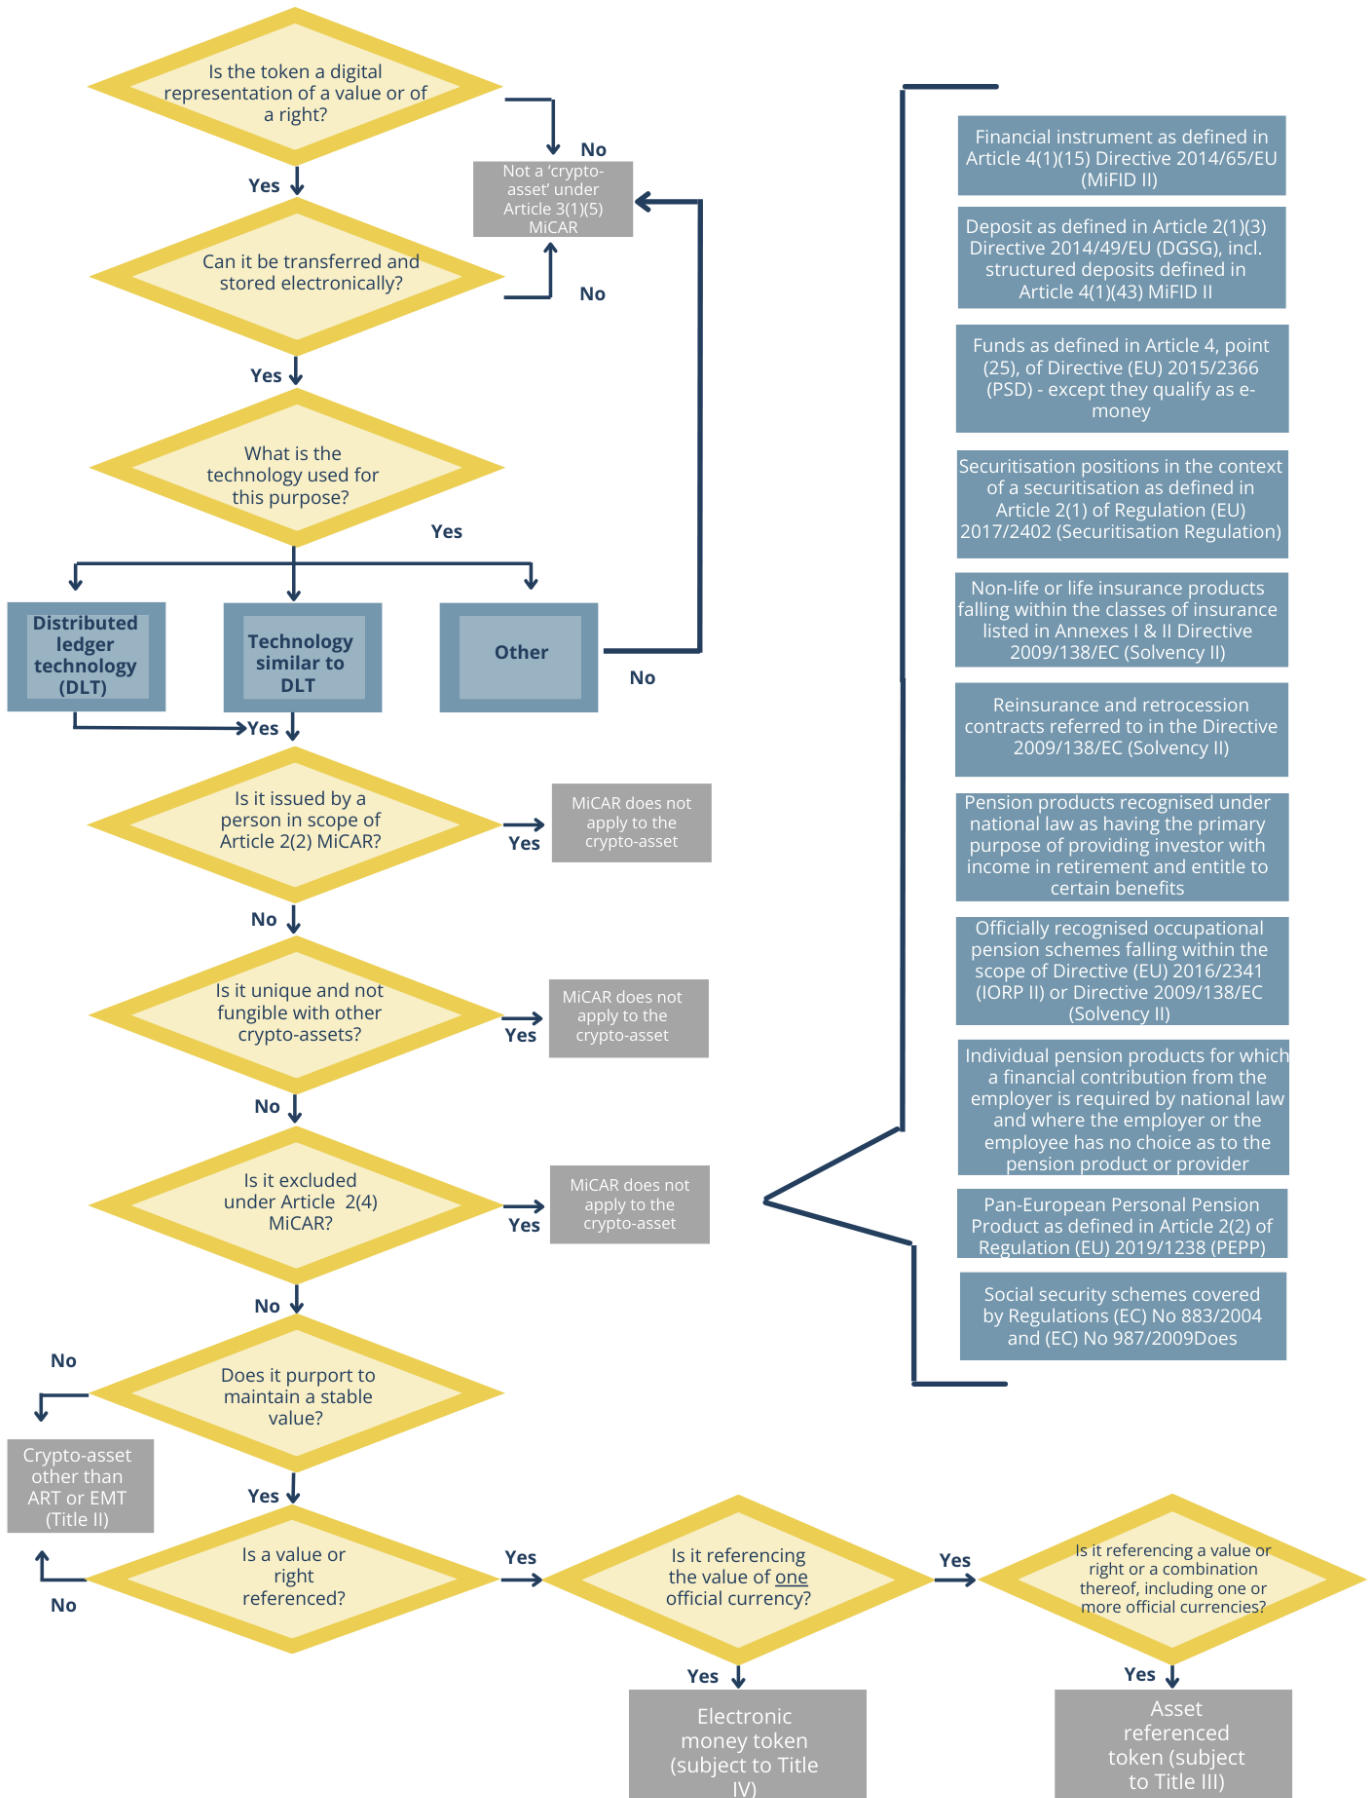 Is the token a digital
representation of a value or of
a right?
No
Yes
Not a ‘crypto-
asset’ under
Article 3(1)(5)
MiCAR
Can it be transferred and
stored electronically?
No
Yes
What is the
technology used for
this purpose?
Yes
Distributed
ledger
technology
(DLT)
Technology
similar to
DLT
Other
No
Yes
Is it issued by a
person in scope of
Article 2(2) MiCAR?
Yes
MiCAR does not
apply to the
crypto-asset
No
Is it unique and not
fungible with other
crypto-assets?
Yes
MiCAR does not
apply to the
crypto-asset
No
Is it excluded
under Article 2(4)
MiCAR?
Yes
MiCAR does not
apply to the
crypto-asset
No
Financial instrument as defined in
Article 4(1)(15) Directive 2014/65/EU
(MiFID II)
Deposit as defined in Article 2(1)(3)
Directive 2014/49/EU (DGSG), incl.
structured deposits defined in
Article 4(1)(43) MiFID II
Funds as defined in Article 4, point
(25), of Directive (EU) 2015/2366
(PSD) - except they qualify as e-
money
Securitisation positions in the context
of a securitisation as defined in
Article 2(1) of Regulation (EU)
2017/2402 (Securitisation Regulation)
Non-life or life insurance products
falling within the classes of insurance
listed in Annexes I & II Directive
2009/138/EC (Solvency II)
Reinsurance and retrocession
contracts referred to in the Directive
2009/138/EC (Solvency II)
Pension products recognised under
national law as having the primary
purpose of providing investor with
income in retirement and entitle to
certain benefits
Officially recognised occupational
pension schemes falling within the
scope of Directive (EU) 2016/2341
(IORP II) or Directive 2009/138/EC
(Solvency II)
Individual pension products for which
a financial contribution from the
employer is required by national law
and where the employer or the
employee has no choice as to the
pension product or provider
Pan-European Personal Pension
Product as defined in Article 2(2) of
Regulation (EU) 2019/1238 (PEPP)
Social security schemes covered
by Regulations (EC) No 883/2004
and (EC) No 987/2009Does
Does it purport to
maintain a stable
value?
No
Crypto-asset
other than
ART or EMT
(Title II)
Yes
Is a value or
right
referenced?
No
Yes
Is it referencing
the value of one
official currency?
Yes
Is it referencing a value or
right or a combination
thereof, including one or
more official currencies?
Yes
Electronic
money token
(subject to Title
IV)
Yes
Asset
referenced
token (subject
to Title III)